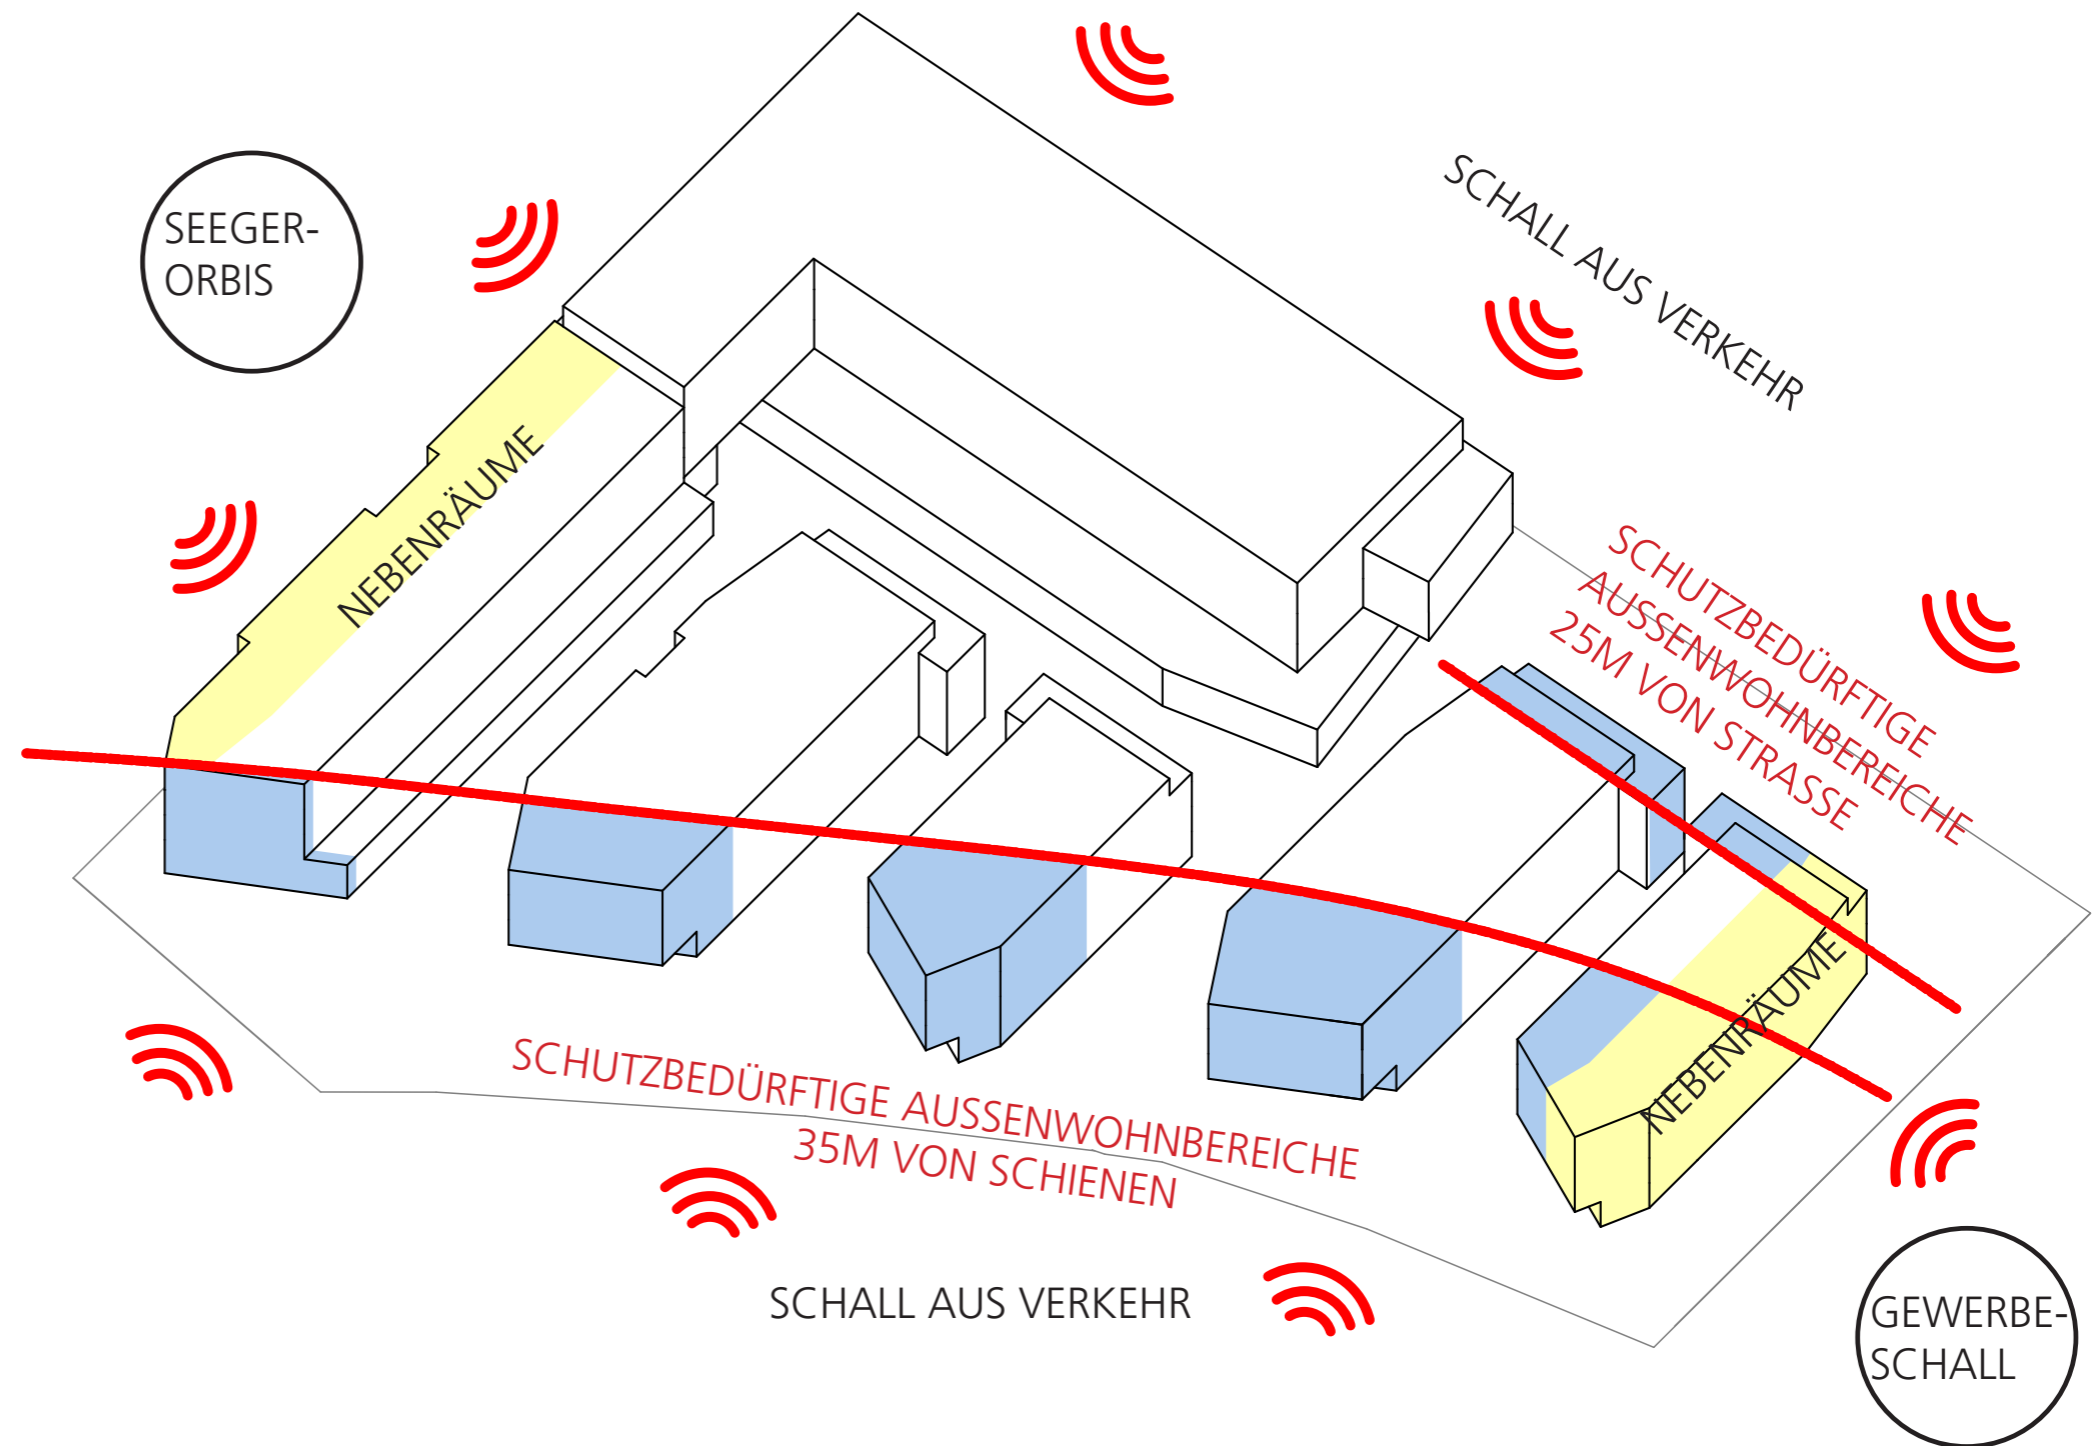 SCHALL AUS VERKEHR
SEEGER-
ORBIS
NEBENRÄUME
SCHUTZBEDÜRFTIGE
AUSSENWOHNBEREICHE
25M VON STRASSE
NEBENRÄUME
SCHUTZBEDÜRFTIGE AUSSENWOHNBEREICHE
35M VON SCHIENEN
SCHALL AUS VERKEHR
GEWERBE-
SCHALL